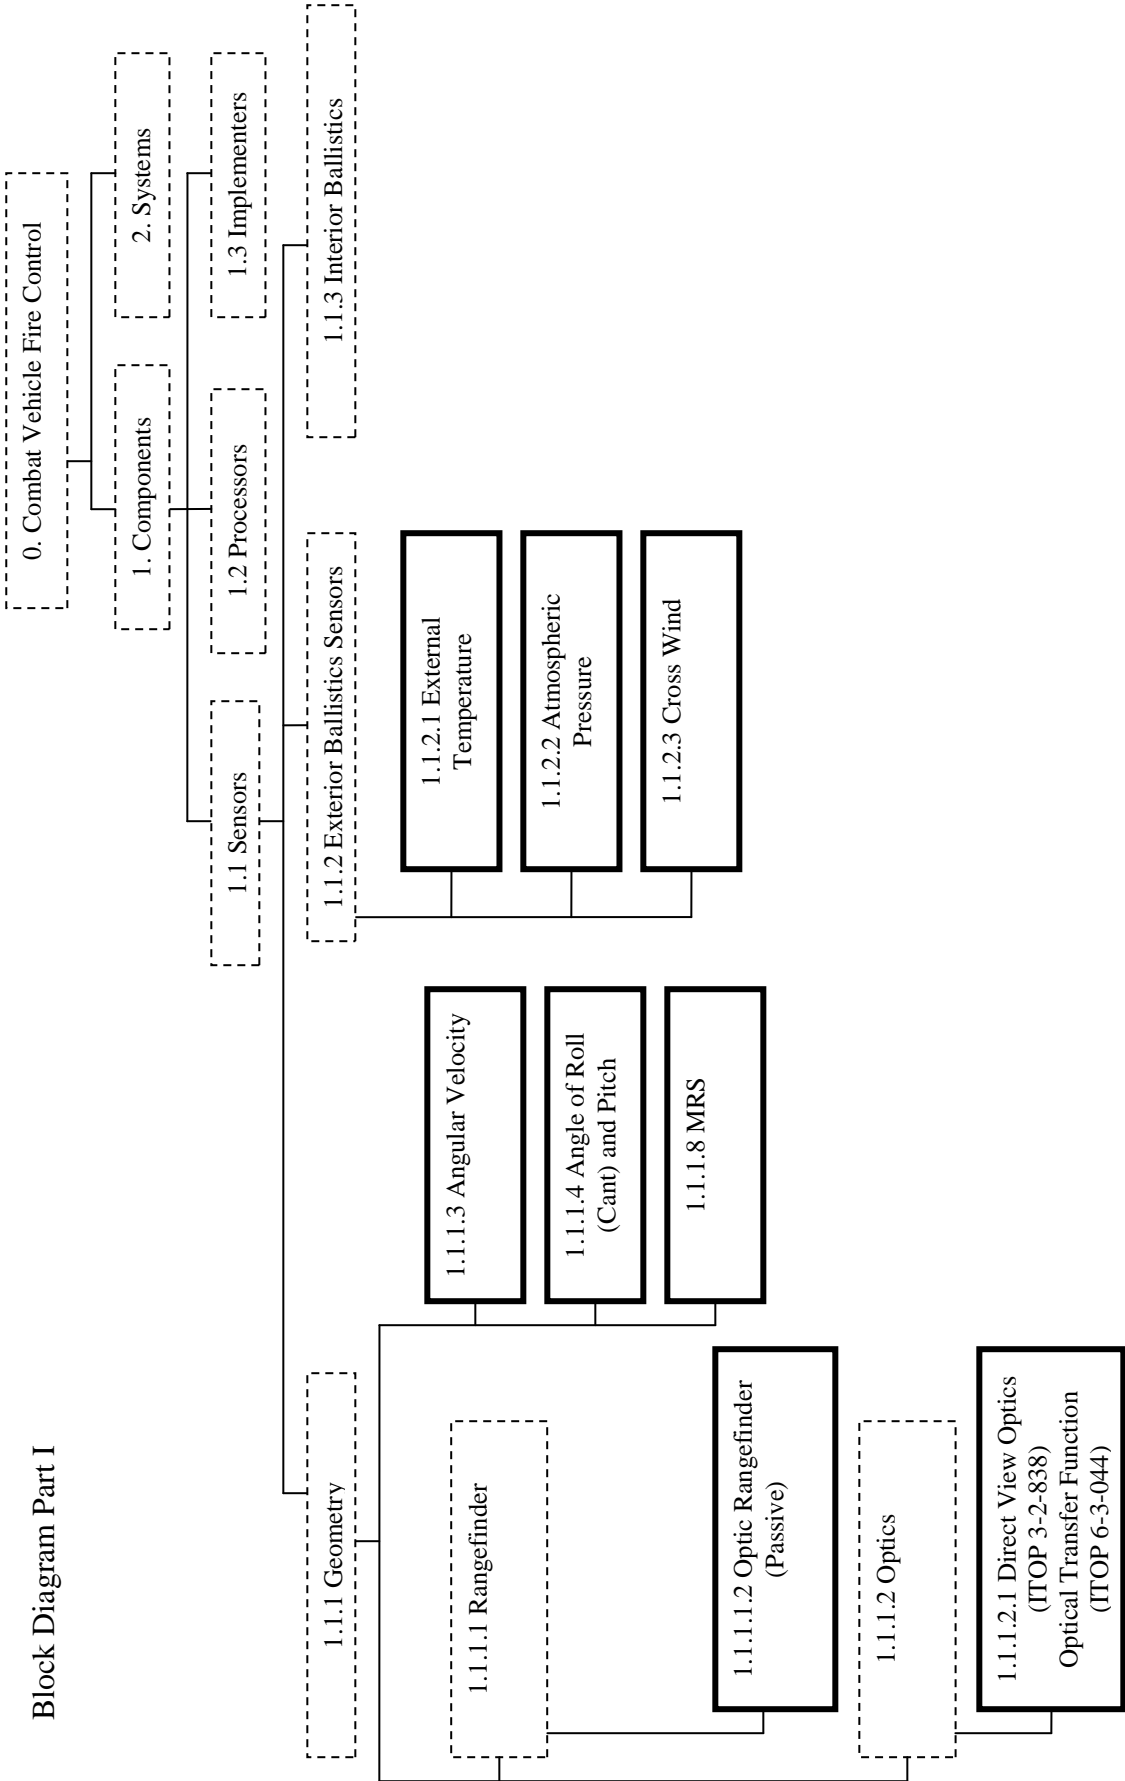 Block Diagram Part I
0. Combat Vehicle Fire Control
1. Components
2. Systems
1.1 Sensors
1.2 Processors
1.3 Implementers
1.1.1 Geometry
1.1.2 Exterior Ballistics Sensors
1.1.3 Interior Ballistics
1.1.1.1 Rangefinder
1.1.1.1.2 Optic Rangefinder
(Passive)
1.1.1.2 Optics
1.1.1.2.1 Direct View Optics
(ITOP 3-2-838)
Optical Transfer Function
(ITOP 6-3-044)
1.1.1.3 Angular Velocity
1.1.1.4 Angle of Roll
(Cant) and Pitch
1.1.1.8 MRS
1.1.2.1 External
Temperature
1.1.2.2 Atmospheric
Pressure
1.1.2.3 Cross Wind